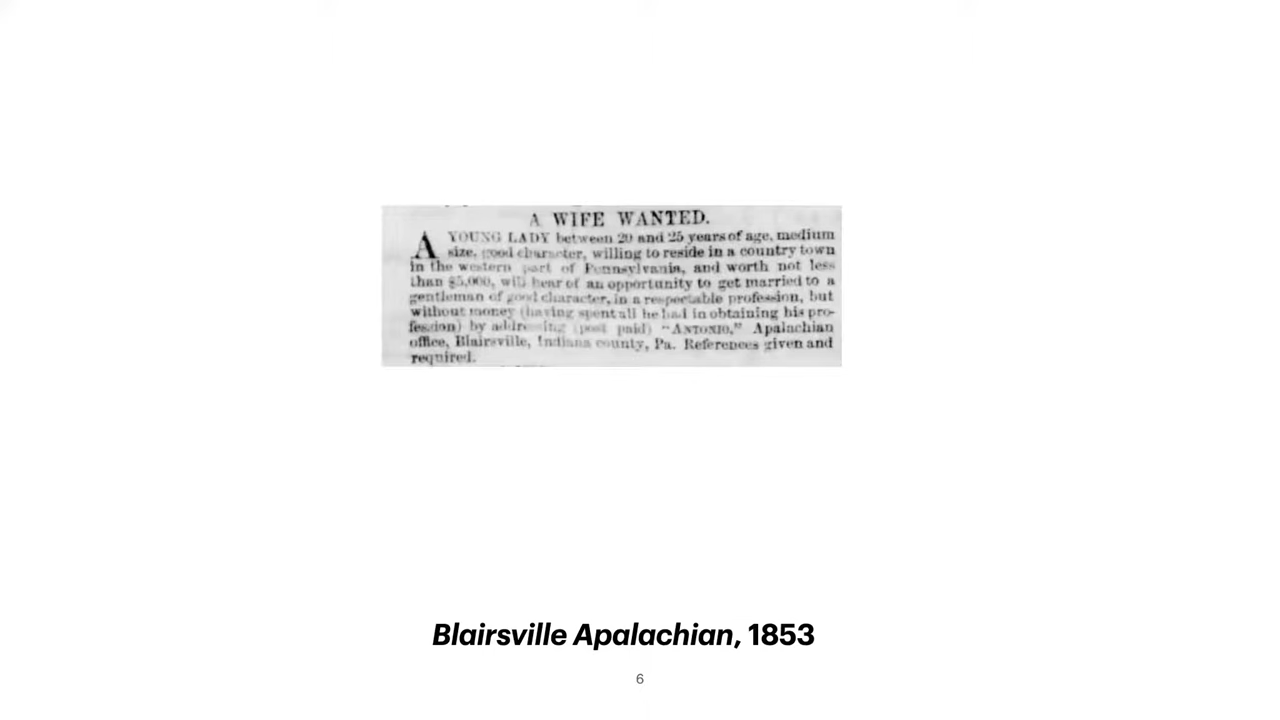 A WIFE WANTED.
A YOUNG LADY between 20 and 25 years of age, medium
size, good character, willing to reside in a country town
in the western part of Pennsylvania, and worth not less
than $5,000, will hear of an opportunity to get married to a
gentleman of good character, in a respectable profession, but
without money (having spent all he had in obtaining his pro-
fession) by addressing (post paid) "ANTONIO," Apalachian
office, Blairsville, Indiana county, Pa. References given and
required.
Blairsville Apalachian, 1853
6